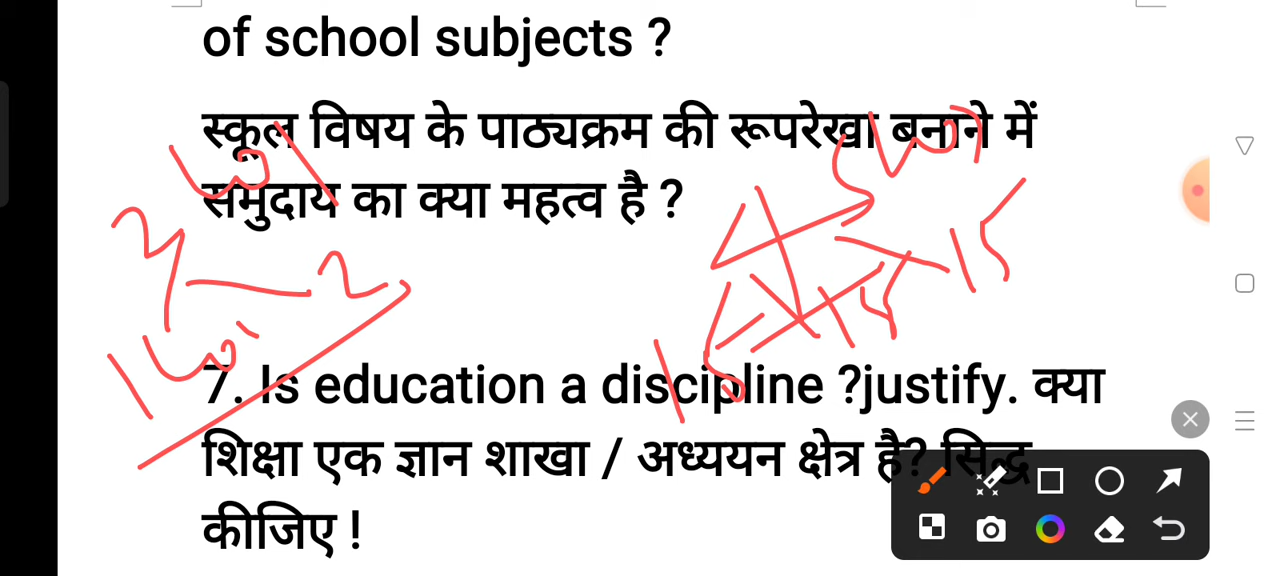 of school subjects ?
स्कूल विषय के पाठ्यक्रम की रूपरेखा बनाने में
समुदाय का क्या महत्व है ?
7. Is education a discipline ?justify. क्या
शिक्षा एक ज्ञान शाखा / अध्ययन क्षेत्र है? सिद्ध
कीजिए !